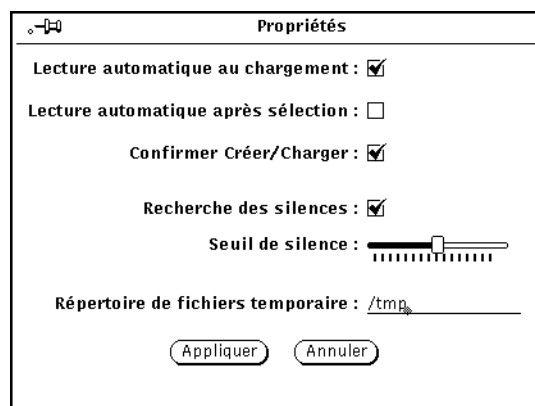 Propriétés
Lecture automatique au chargement :
Lecture automatique après sélection :
Confirmer Créer/Charger :
Recherche des silences :
Seuil de silence :
Répertoire de fichiers temporaire : /tmp
Appliquer Annuler